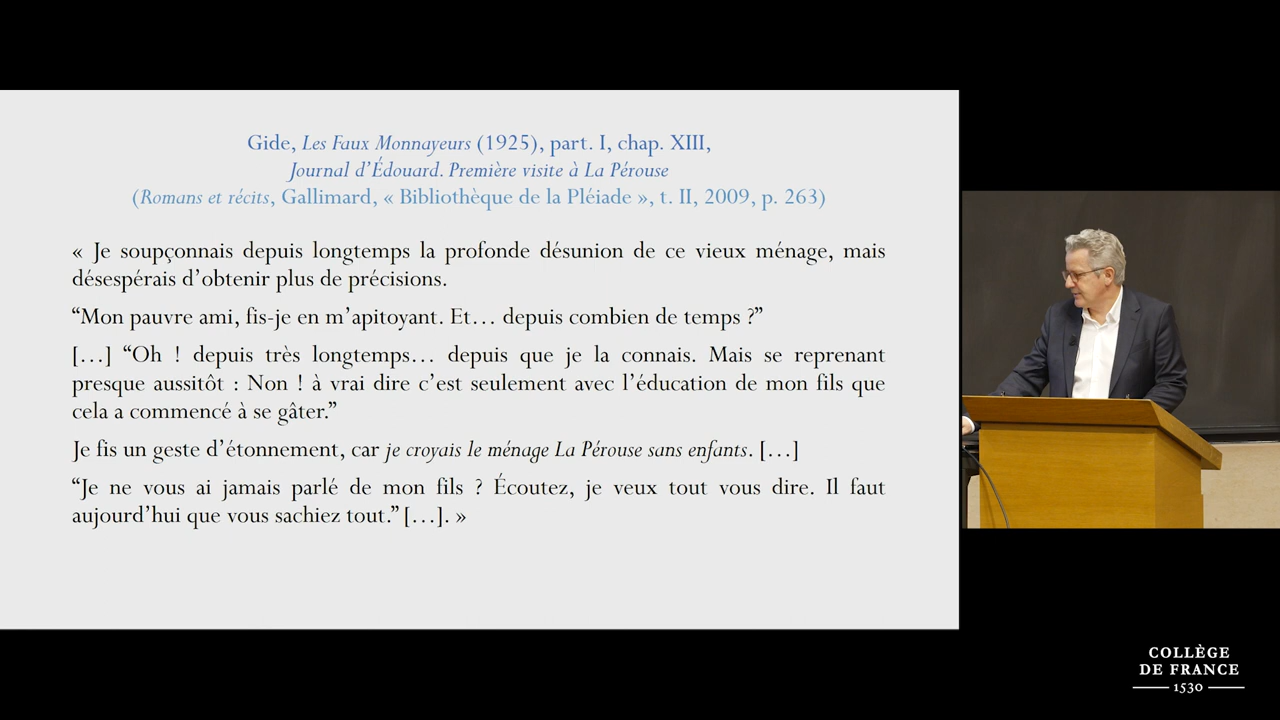 Gide, Les Faux Monnayeurs (1925), part. I, chap. XIII,
Journal d’Édouard. Première visite à La Pérouse
(Romans et récits, Gallimard, « Bibliothèque de la Pléiade », t. II, 2009, p. 263)
« Je soupçonnais depuis longtemps la profonde désunion de ce vieux ménage, mais
désespérais d’obtenir plus de précisions.
“Mon pauvre ami, fis-je en m’apitoyant. Et… depuis combien de temps ?”
[…] “Oh ! depuis très longtemps… depuis que je la connais. Mais se reprenant
presque aussitôt : Non ! à vrai dire c’est seulement avec l’éducation de mon fils que
cela a commencé à se gâter.”
Je fis un geste d’étonnement, car je croyais le ménage La Pérouse sans enfants. […]
“Je ne vous ai jamais parlé de mon fils ? Écoutez, je veux tout vous dire. Il faut
aujourd’hui que vous sachiez tout.” […]. »
COLLÈGE
DE FRANCE
1530